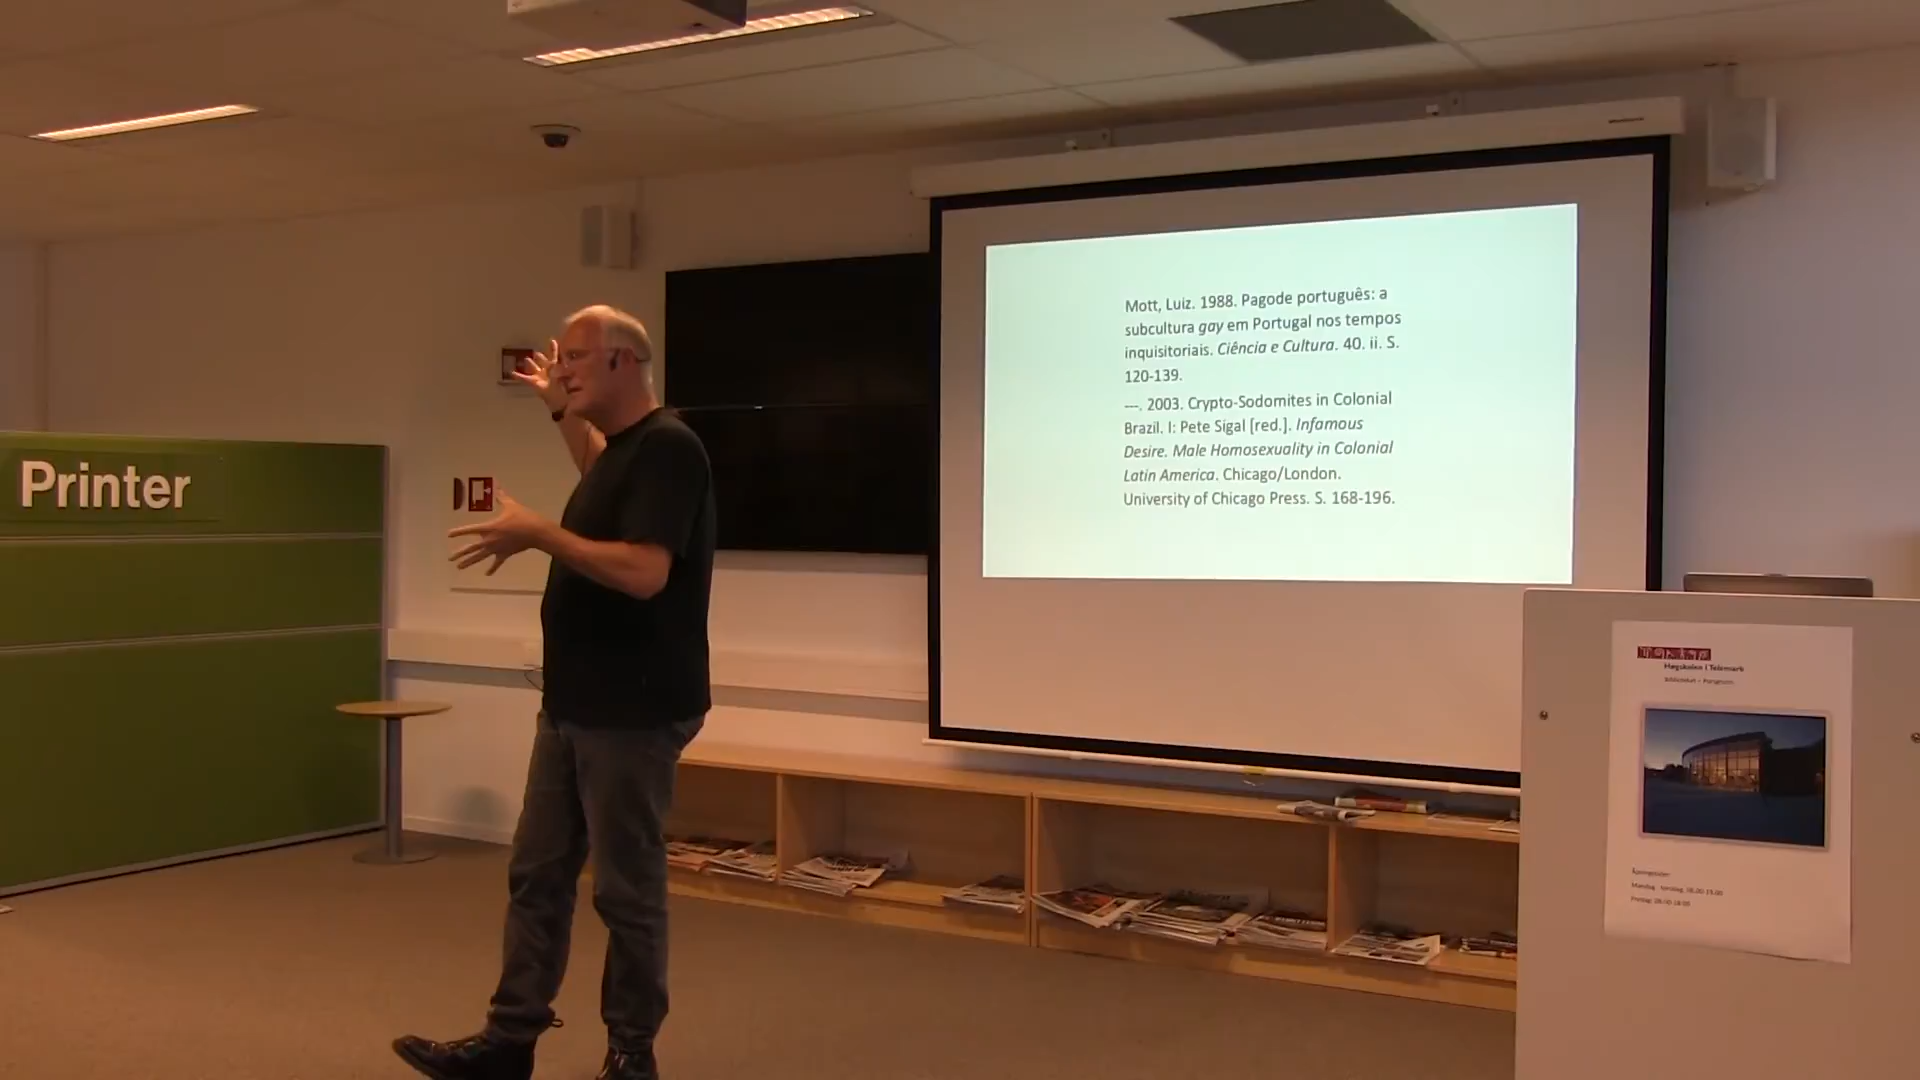 Printer
Mott, Luiz. 1988. Pagode português: a
subcultura gay em Portugal nos tempos
inquisitoriais. Ciência e Cultura. 40. ii. S.
120-139.
---. 2003. Crypto-Sodomites in Colonial
Brazil. I: Pete Sigal [red.]. Infamous
Desire. Male Homosexuality in Colonial
Latin America. Chicago/London.
University of Chicago Press. S. 168-196.
Høgskolen i Telemark
Åpningstider